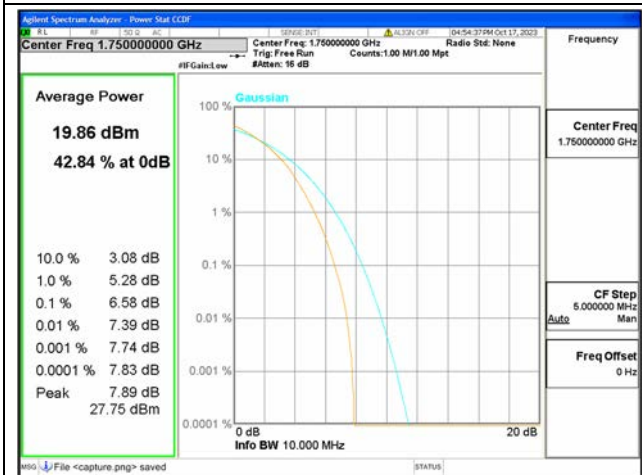 Agilent Spectrum Analyzer - Power Stat CCDF
RL RF 50 Ω AC SENSE:INT ALIGN OFF 04:54:37PM Oct 17, 2023
Center Freq 1.750000000 GHz Center Freq: 1.750000000 GHz Radio Std: None
Trig: Free Run Counts:1.00 M/1.00 Mpt
#IFGain:Low #Atten: 16 dB
Frequency
Average Power
19.86 dBm
42.84 % at 0dB
10.0 % 3.08 dB
1.0 % 5.28 dB
0.1 % 6.58 dB
0.01 % 7.39 dB
0.001 % 7.74 dB
0.0001 % 7.83 dB
Peak 7.89 dB
27.75 dBm
Gaussian
100 %
10 %
1 %
0.1 %
0.01 %
0.001 %
0.0001 %
0 dB 20 dB
Info BW 10.000 MHz
Center Freq
1.750000000 GHz
CF Step
5.000000 MHz
Auto Man
Freq Offset
0 Hz
MSG File <capture.png> saved STATUS